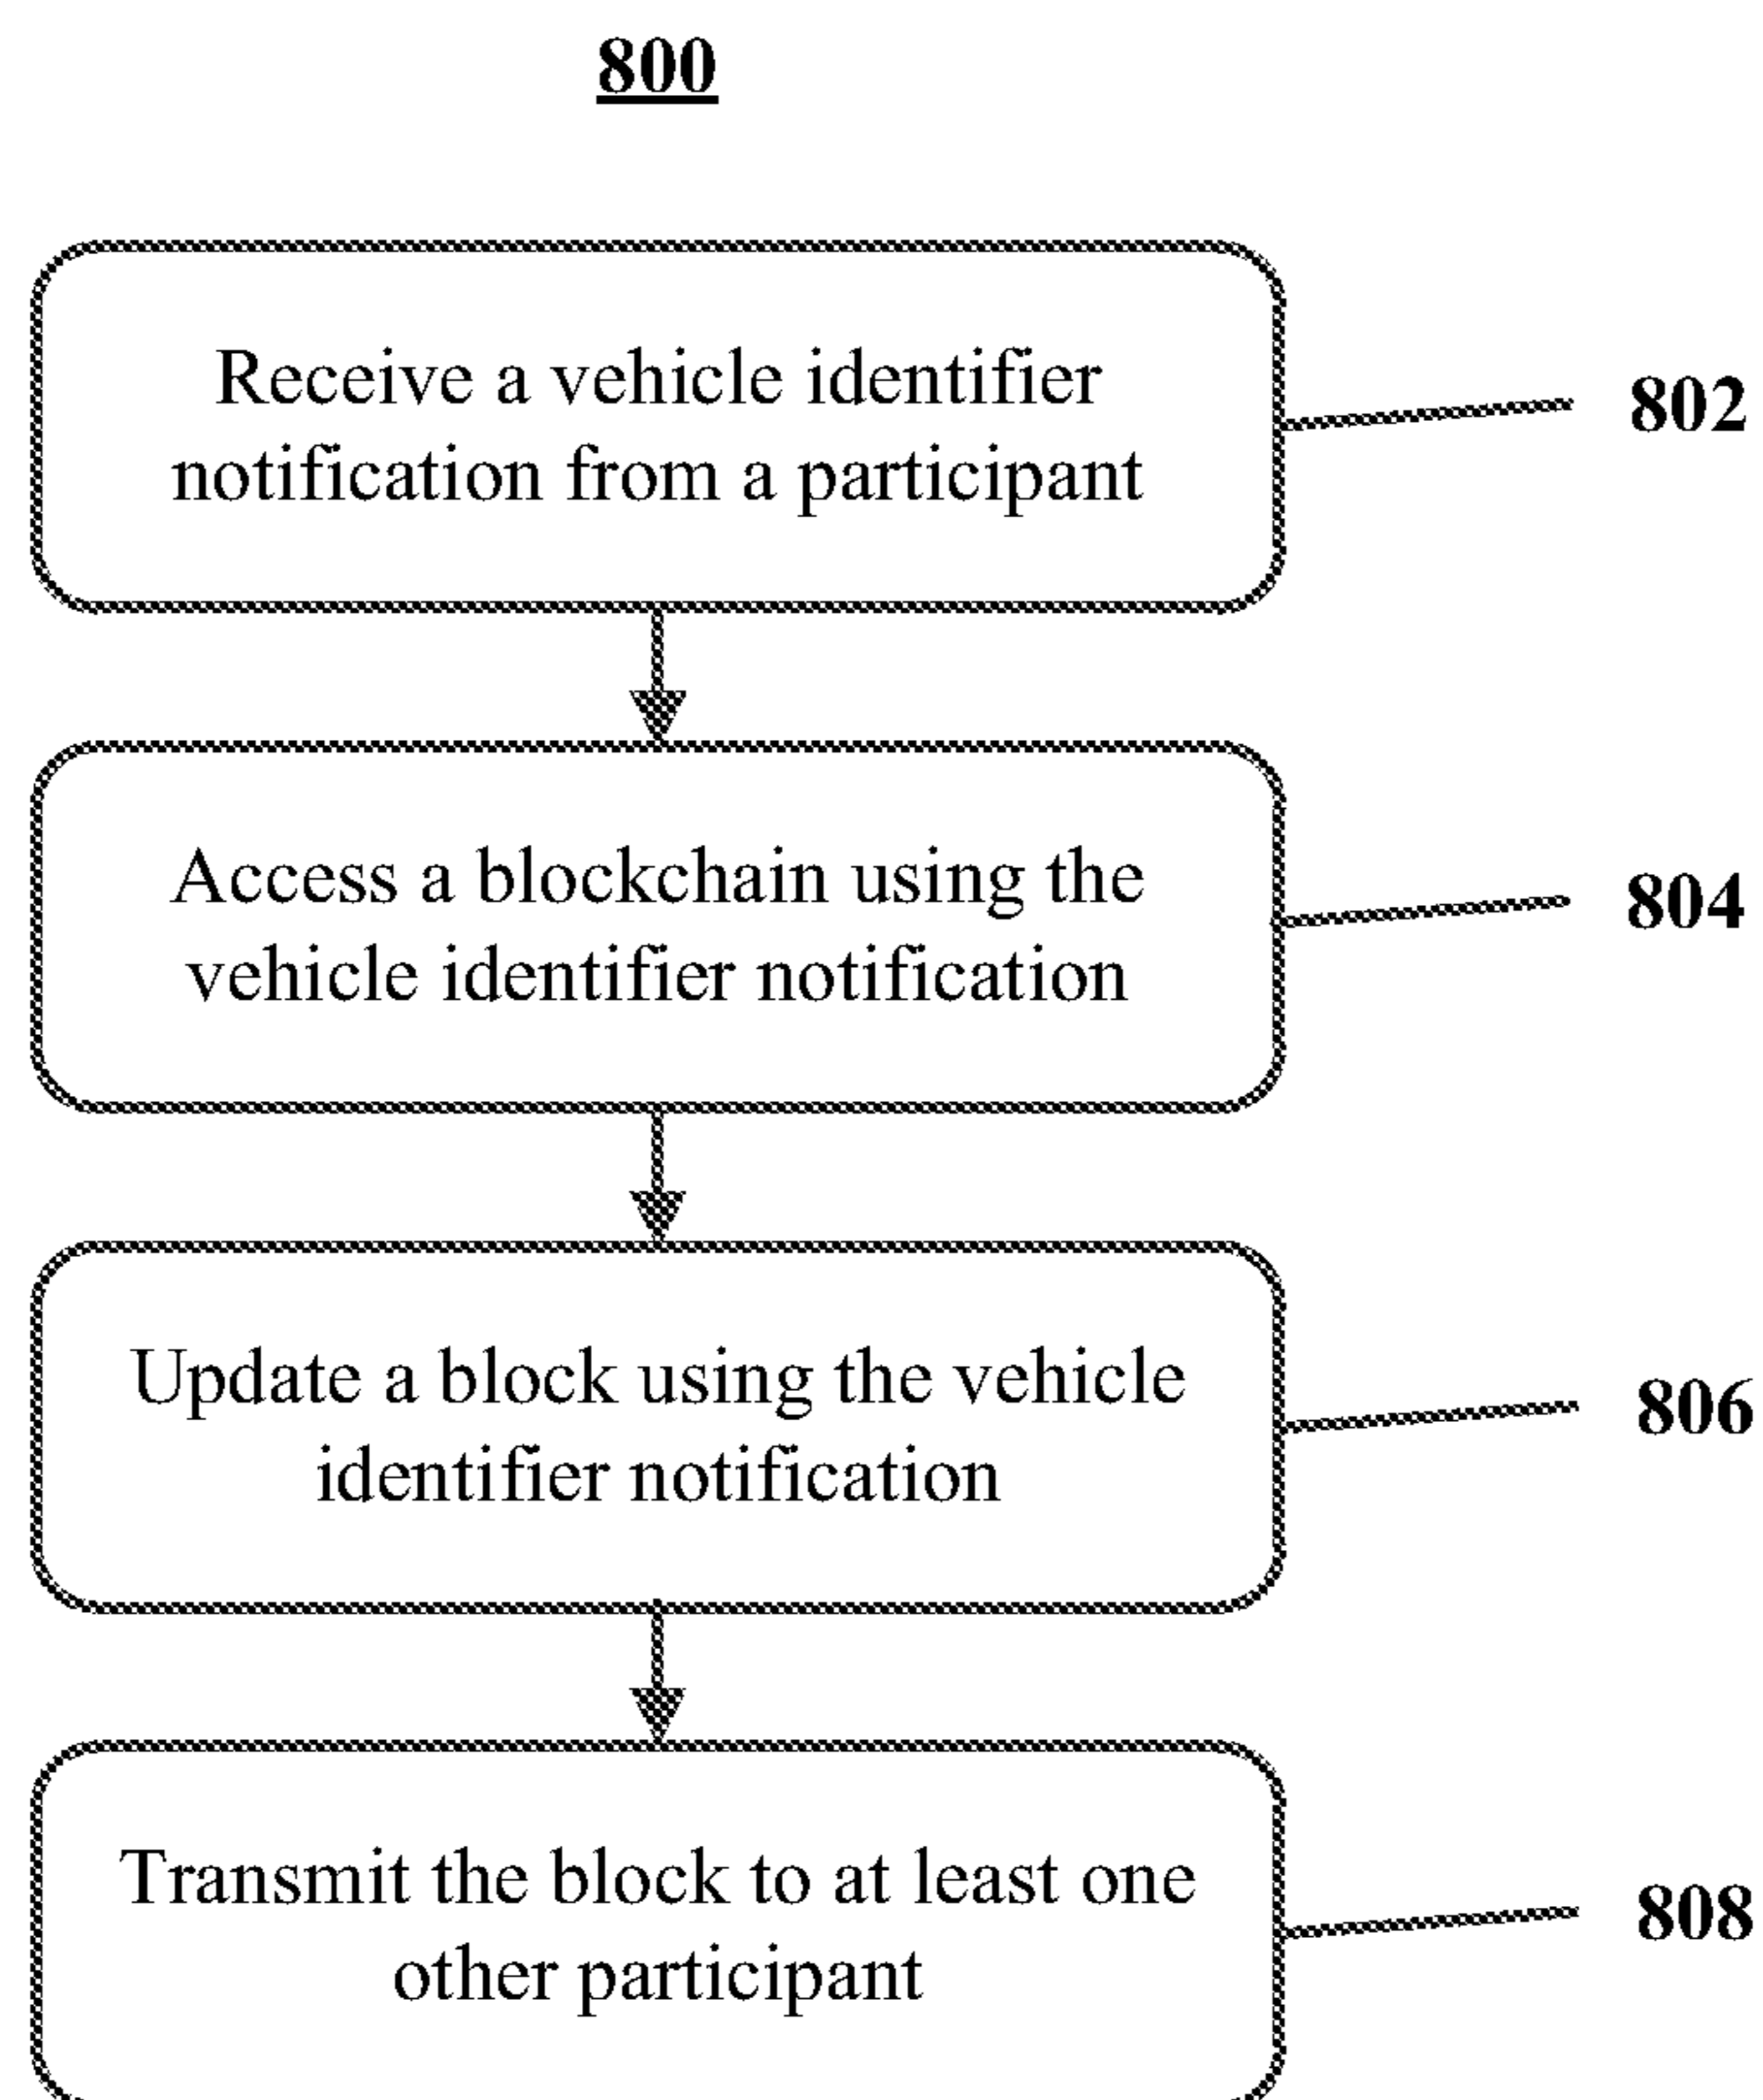 800
Receive a vehicle identifier
notification from a participant
802
Access a blockchain using the
vehicle identifier notification
804
Update a block using the vehicle
identifier notification
806
Transmit the block to at least one
other participant
808